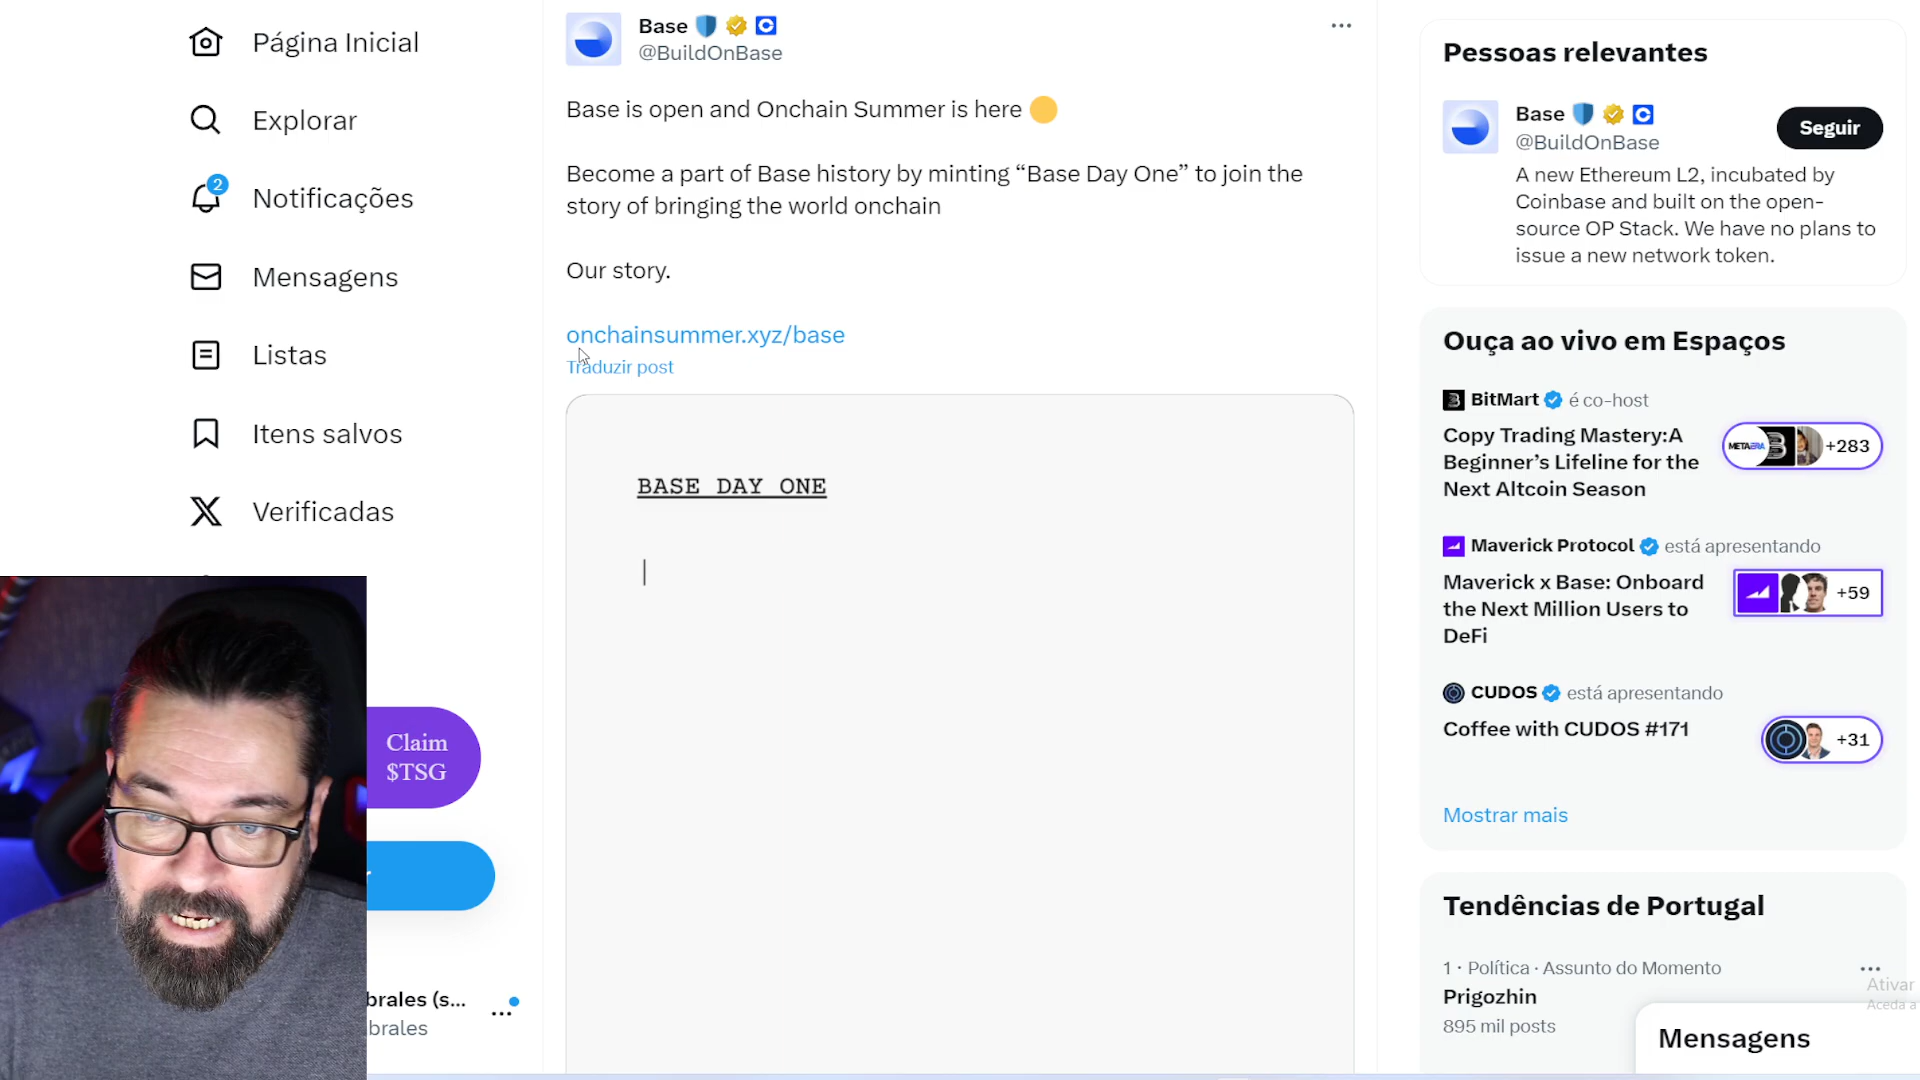 Página Inicial
Explorar
2
Notificações
Mensagens
Listas
Itens salvos
Verificadas
Claim
$TSG
brales (s...
brales
Base
@BuildOnBase
Base is open and Onchain Summer is here
Become a part of Base history by minting “Base Day One” to join the
story of bringing the world onchain
Our story.
onchainsummer.xyz/base
Traduzir post
BASE DAY ONE
Pessoas relevantes
Base
@BuildOnBase
Seguir
A new Ethereum L2, incubated by
Coinbase and built on the open-
source OP Stack. We have no plans to
issue a new network token.
Ouça ao vivo em Espaços
BitMart é co-host
Copy Trading Mastery:A
Beginner’s Lifeline for the
Next Altcoin Season
METAERA
+283
Maverick Protocol está apresentando
Maverick x Base: Onboard
the Next Million Users to
DeFi
+59
CUDOS está apresentando
Coffee with CUDOS #171
+31
Mostrar mais
Tendências de Portugal
1 · Política · Assunto do Momento
Prigozhin
895 mil posts
Ativar
Aceda a
Mensagens